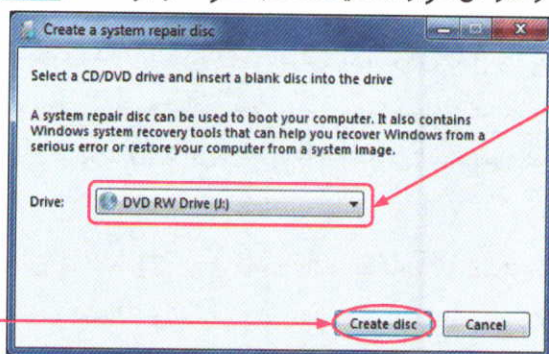 Create a system repair disc
Select a CD/DVD drive and insert a blank disc into the drive
A system repair disc can be used to boot your computer. It also contains
Windows system recovery tools that can help you recover Windows from a
serious error or restore your computer from a system image.
Drive:
DVD RW Drive (J:)
Create disc
Cancel